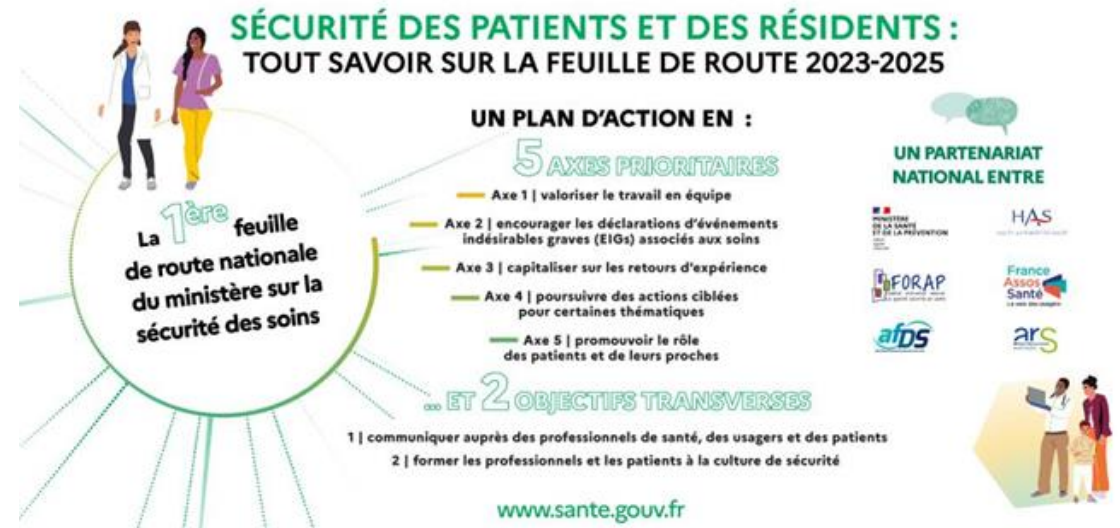 SÉCURITÉ DES PATIENTS ET DES RÉSIDENTS :
TOUT SAVOIR SUR LA FEUILLE DE ROUTE 2023-2025
La 1ère feuille
de route nationale
du ministère sur la
sécurité des soins
UN PLAN D'ACTION EN :
5 AXES PRIORITAIRES
Axe 1 | valoriser le travail en équipe
Axe 2 | encourager les déclarations d'événements
indésirables graves (EIGs) associés aux soins
Axe 3 | capitaliser sur les retours d'expérience
Axe 4 | poursuivre des actions ciblées
pour certaines thématiques
Axe 5 | promouvoir le rôle
des patients et de leurs proches
... ET 2 OBJECTIFS TRANSVERSES
1 | communiquer auprès des professionnels de santé, des usagers et des patients
2 | former les professionnels et les patients à la culture de sécurité
www.sante.gouv.fr
UN PARTENARIAT
NATIONAL ENTRE
MINISTÈRE
DE LA SANTÉ
ET DE LA PRÉVENTION
HAS
FORAP
France
Assos
Santé
La voix des usagers
afDS
ars